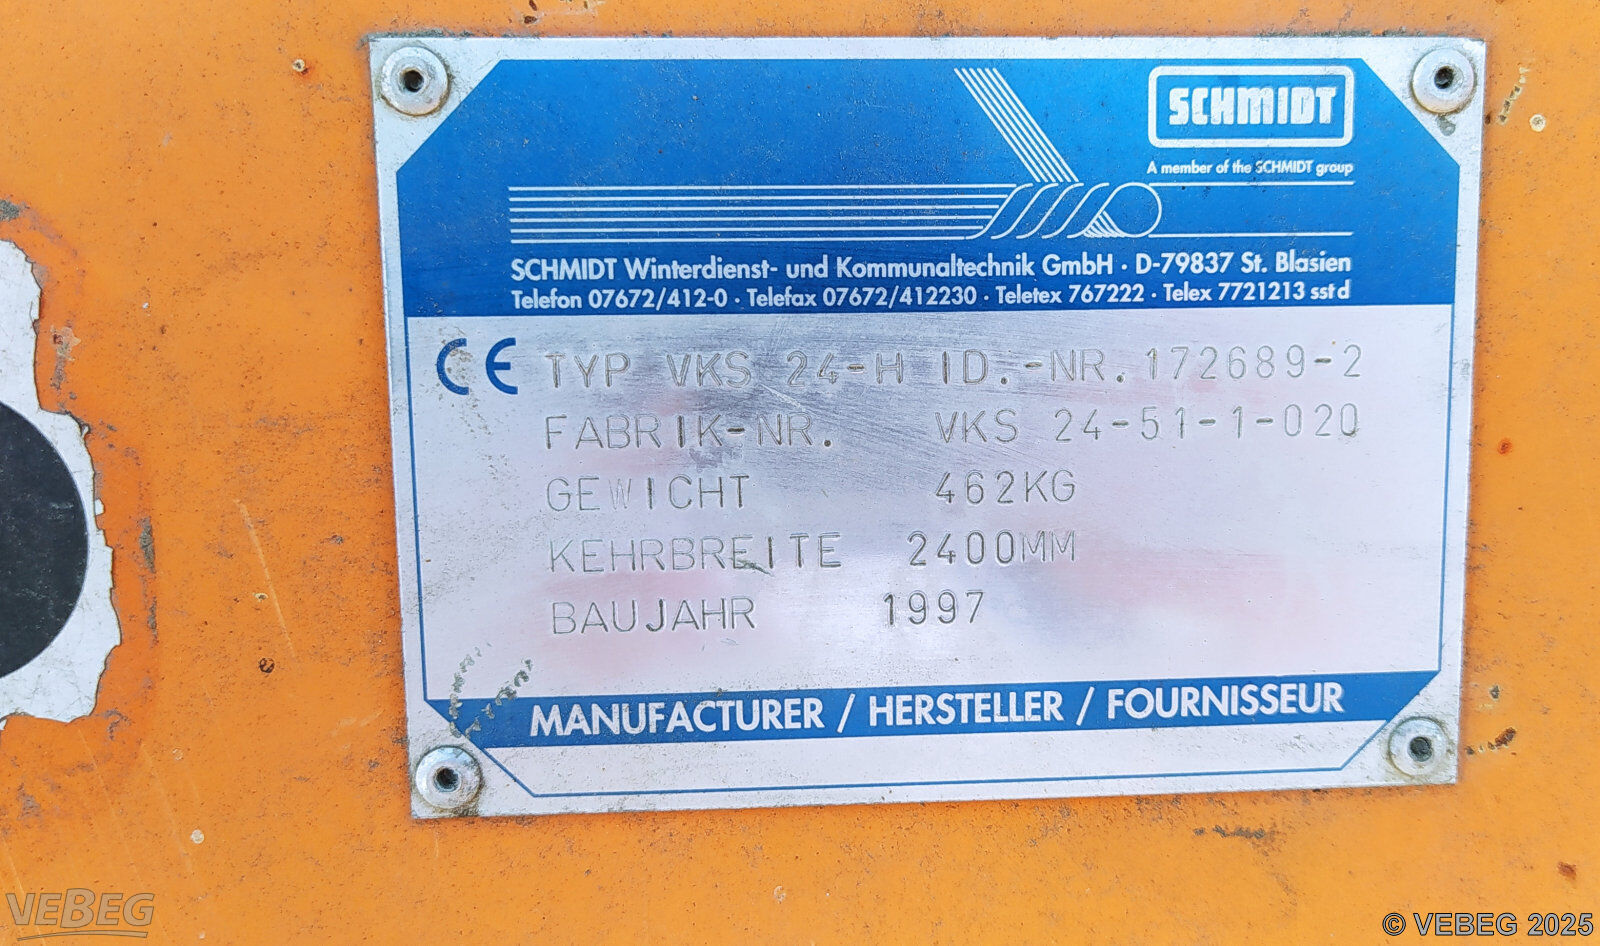 SCHMIDT
A member of the SCHMIDT group
SCHMIDT Winterdienst- und Kommunaltechnik GmbH · D-79837 St. Blasien
Telefon 07672/412-0 · Telefax 07672/412230 · Teletex 767222 · Telex 7721213 sst d
CE TYP VKS 24-H ID.-NR.172689-2
FABRIK-NR. VKS 24-51-1-020
GEWICHT 462KG
KEHRBREITE 2400MM
BAUJAHR 1997
MANUFACTURER / HERSTELLER / FOURNISSEUR
VEBEG
© VEBEG 2025